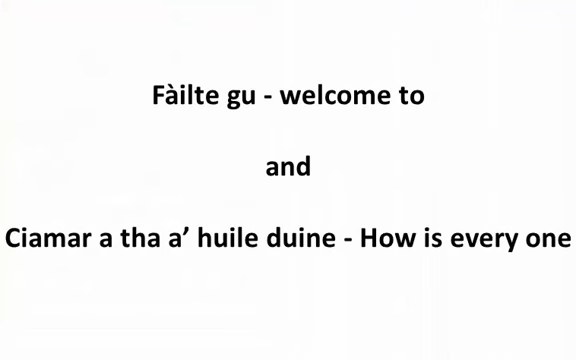 Fàilte gu - welcome to
and
Ciamar a tha a’ huile duine - How is every one